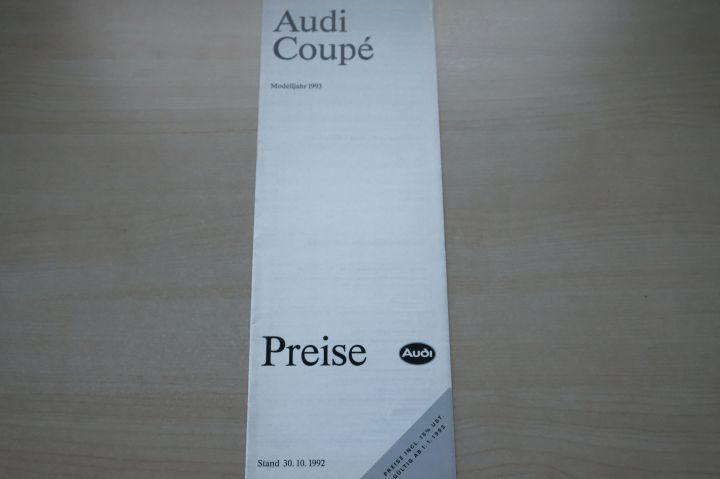 Audi
Coupé
Modelljahr 1993
Preise
Audi
Stand 30.10.1992
PREISE INCL. 15% UST.
GÜLTIG AB 1.1.1993